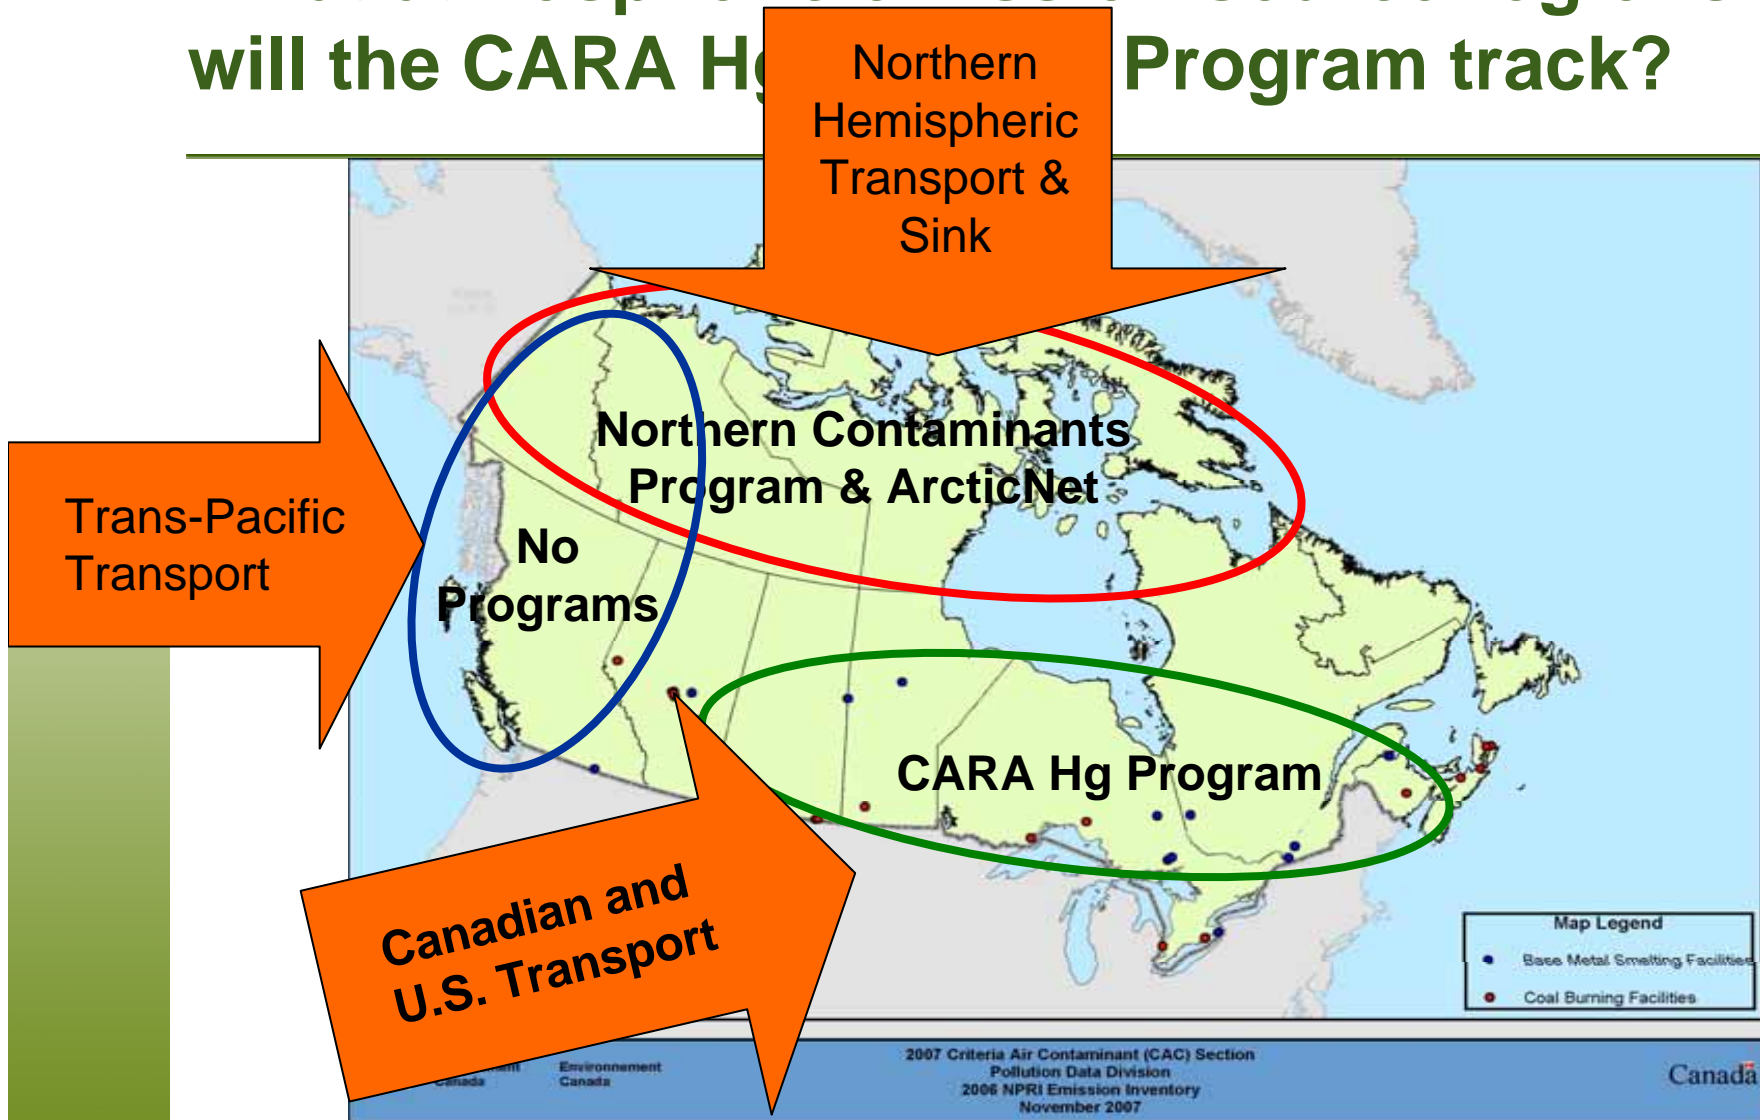 will the CARA Hg Program track?
Northern
Hemispheric
Transport &
Sink
Northern Contaminants
Program & ArcticNet
Trans-Pacific
Transport
No
Programs
CARA Hg Program
Canadian and
U.S. Transport
Map Legend
Base Metal Smelting Facilities
Coal Burning Facilities
Environnement
Canada
Canada
2007 Criteria Air Contaminant (CAC) Section
Pollution Data Division
2006 NPRI Emission Inventory
November 2007
Canada